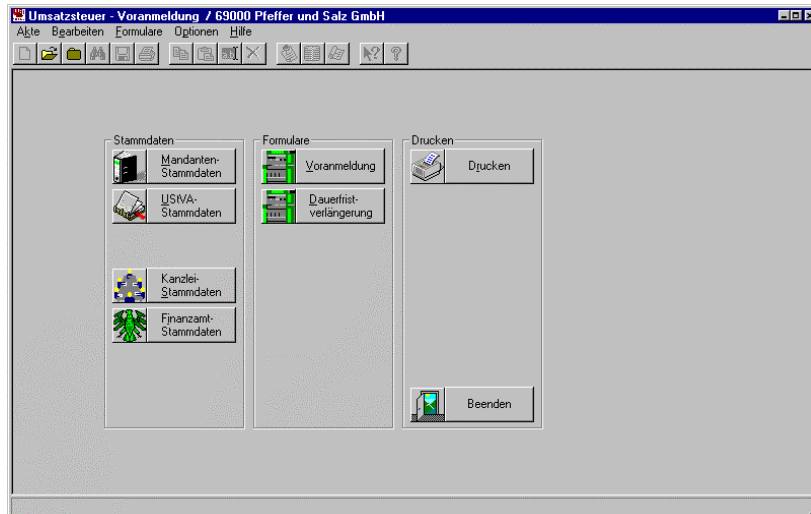 Umsatzsteuer - Voranmeldung / 69000 Pfeffer und Salz GmbH
Akte Bearbeiten Formulare Optionen Hilfe
Stammdaten
Mandanten-
Stammdaten
UStVA-
Stammdaten
Kanzlei-
Stammdaten
Finanzamt-
Stammdaten
Formulare
Voranmeldung
Dauerfrist-
verlängerung
Drucken
Drucken
Beenden